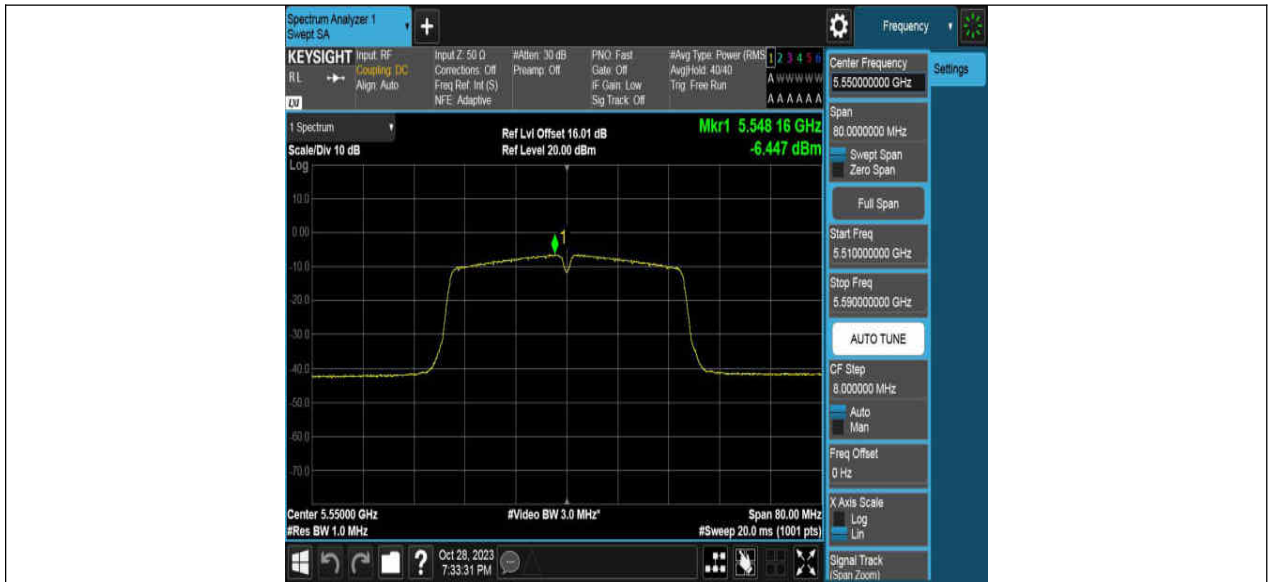 Spectrum Analyzer 1
Swept SA
+
Frequency
KEYSIGHT
RL
Input: RF
Coupling: DC
Align: Auto
Input Z: 50 Ω
Corrections: Off
Freq Ref: Int (S)
NFE: Adaptive
#Atten: 30 dB
Preamp: Off
PNO: Fast
Gate: Off
IF Gain: Low
Sig Track: Off
#Avg Type: Power (RMS
Avg|Hold: 40/40
Trig: Free Run
1 2 3 4 5 6
A W W W W W
A A A A A A
Center Frequency
5.550000000 GHz
Settings
1 Spectrum
Scale/Div 10 dB
Ref Lvl Offset 16.01 dB
Ref Level 20.00 dBm
Mkr1 5.548 16 GHz
-6.447 dBm
Log
10.0
0.00
-10.0
-20.0
-30.0
-40.0
-50.0
-60.0
-70.0
1
Span
80.0000000 MHz
Swept Span
Zero Span
Full Span
Start Freq
5.510000000 GHz
Stop Freq
5.590000000 GHz
AUTO TUNE
CF Step
8.000000 MHz
Auto
Man
Freq Offset
0 Hz
X Axis Scale
Log
Lin
Signal Track
(Span Zoom)
Center 5.55000 GHz
#Res BW 1.0 MHz
#Video BW 3.0 MHz*
Span 80.00 MHz
#Sweep 20.0 ms (1001 pts)
?
Oct 28, 2023
7:33:31 PM